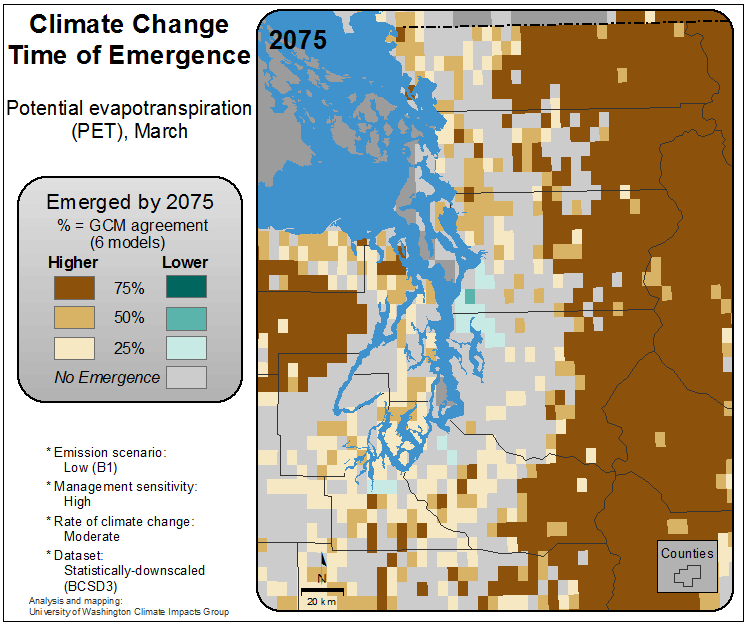 Climate Change
Time of Emergence
Potential evapotranspiration
(PET), March
Emerged by 2075
% = GCM agreement
(6 models)
Higher Lower
75%
50%
25%
No Emergence
* Emission scenario:
Low (B1)
* Management sensitivity:
High
* Rate of climate change:
Moderate
* Dataset:
Statistically-downscaled
(BCSD3)
Analysis and mapping:
University of Washington Climate Impacts Group
2075
Counties
N
20 km